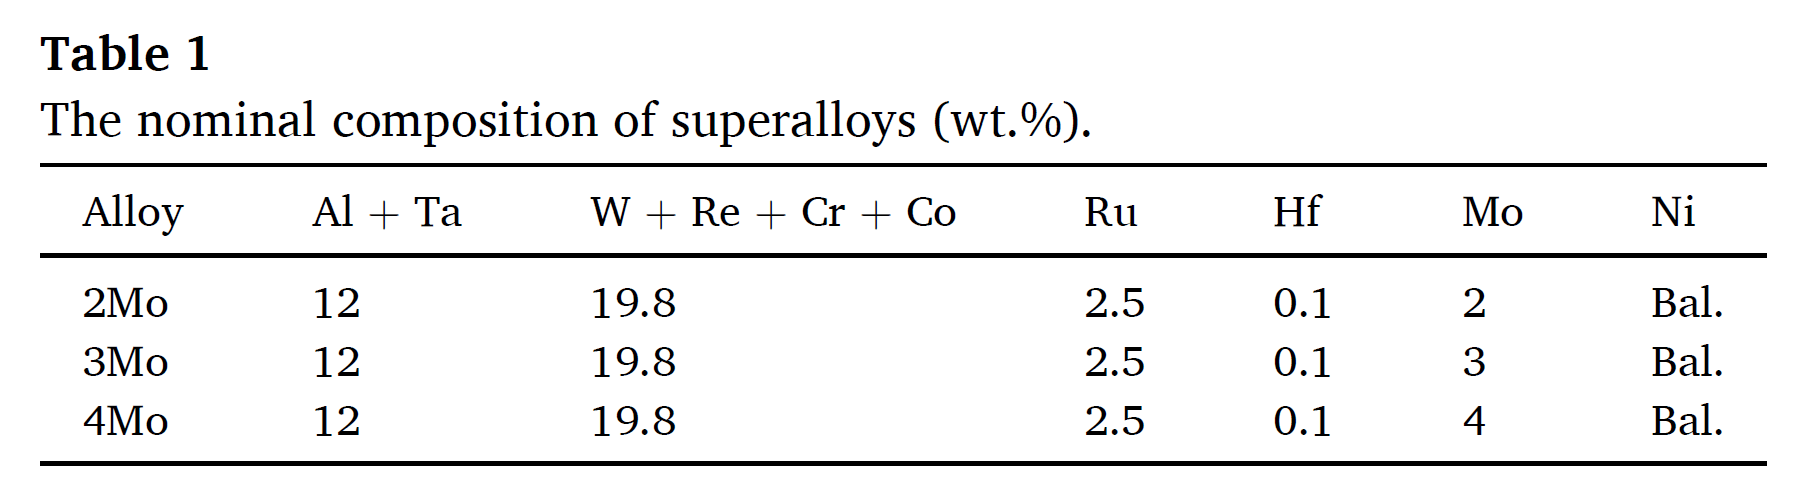 Table 1
The nominal composition of superalloys (wt.%).
Alloy Al + Ta W + Re + Cr + Co Ru Hf Mo Ni
2Mo 12 19.8 2.5 0.1 2 Bal.
3Mo 12 19.8 2.5 0.1 3 Bal.
4Mo 12 19.8 2.5 0.1 4 Bal.